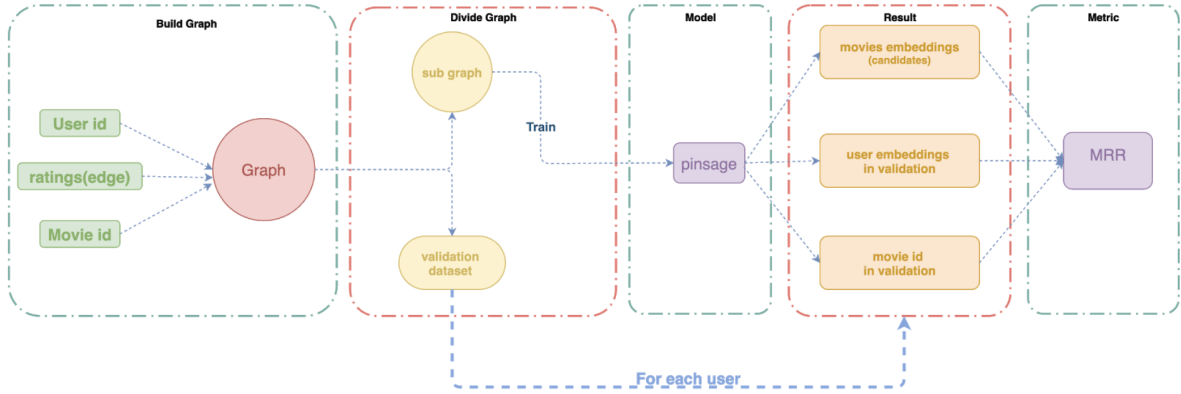 Build Graph
Divide Graph
Model
Result
Metric
User id
ratings(edge)
Movie id
Graph
sub graph
validation
dataset
Train
pinsage
movies embeddings
(candidates)
user embeddings
in validation
movie id
in validation
MRR
For each user